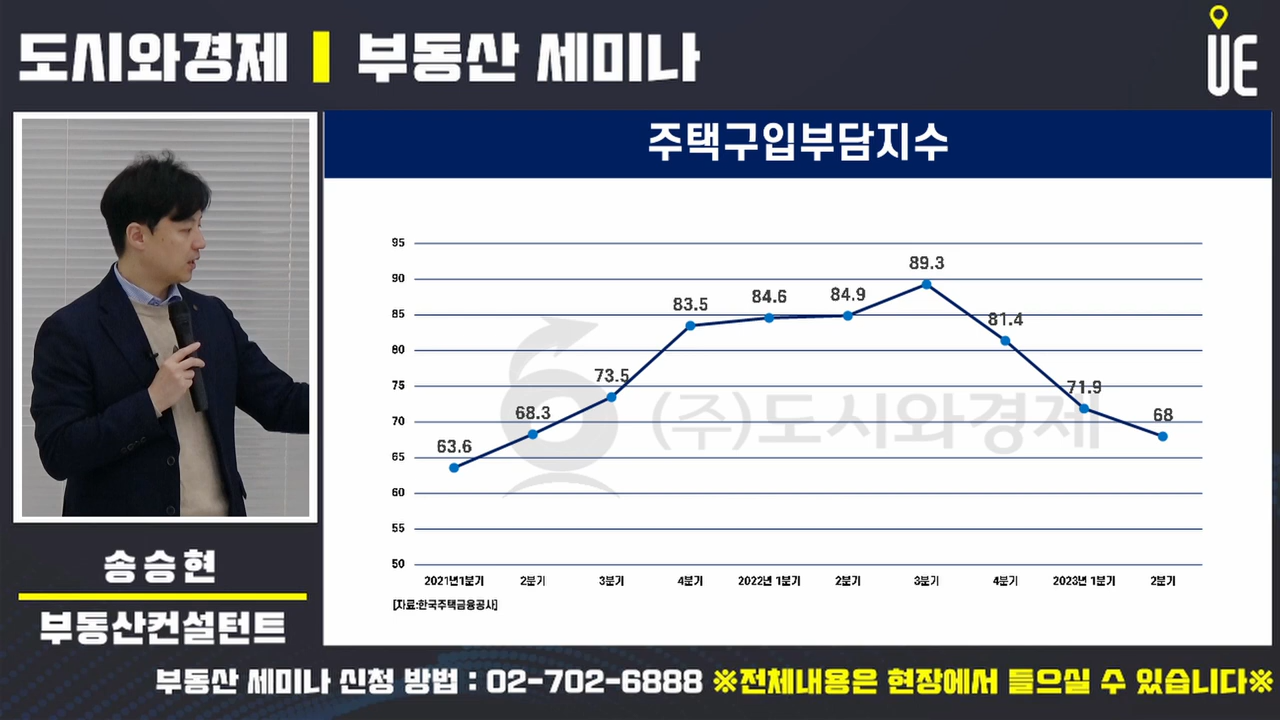 도시와경제 | 부동산 세미나
UE
주택구입부담지수
95
90
85
80
75
70
65
60
55
50
63.6
68.3
73.5
83.5
84.6
84.9
89.3
81.4
71.9
68
(주)도시와경제
2021년1분기 2분기 3분기 4분기 2022년 1분기 2분기 3분기 4분기 2023년 1분기 2분기
[자료:한국주택금융공사]
송승현
부동산컨설턴트
부동산 세미나 신청 방법 : 02-702-6888 ※전체내용은 현장에서 들으실 수 있습니다※